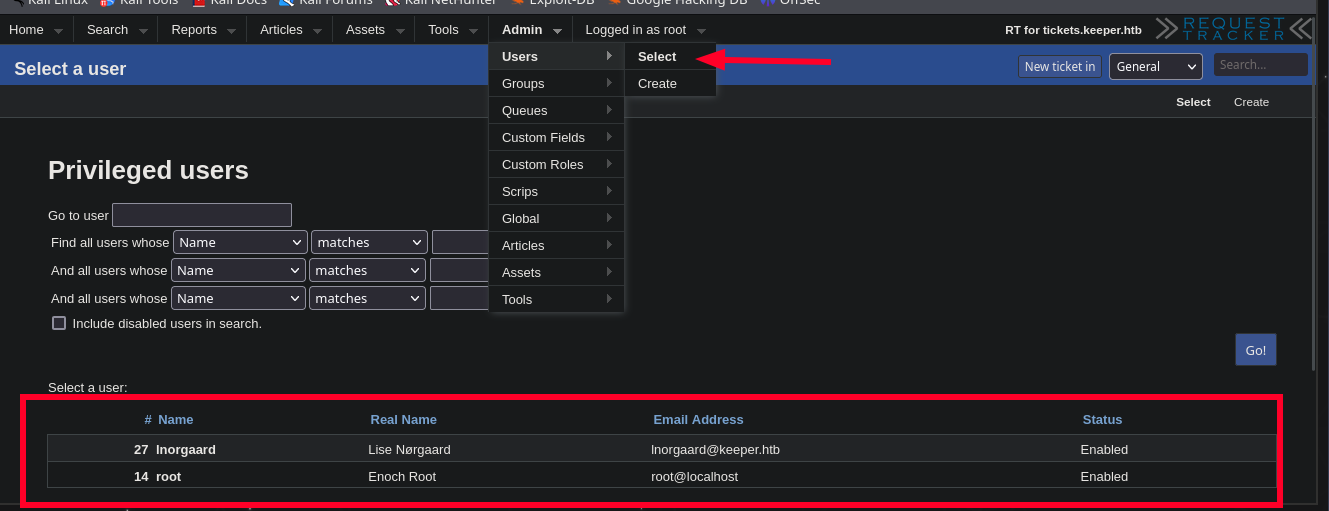 Kali Linux Kali Tools Kali Docs Kali Forums Kali NetHunter Exploit-DB Google Hacking DB OffSec
Home Search Reports Articles Assets Tools Admin Logged in as root RT for tickets.keeper.htb REQUEST TRACKER
Select a user
New ticket in General Search...
Select Create
Users Select
Groups Create
Queues
Custom Fields
Custom Roles
Scrips
Global
Articles
Assets
Tools
Privileged users
Go to user
Find all users whose Name matches
And all users whose Name matches
And all users whose Name matches
Include disabled users in search.
Go!
Select a user:
# Name Real Name Email Address Status
27 lnorgaard Lise Nørgaard lnorgaard@keeper.htb Enabled
14 root Enoch Root root@localhost Enabled